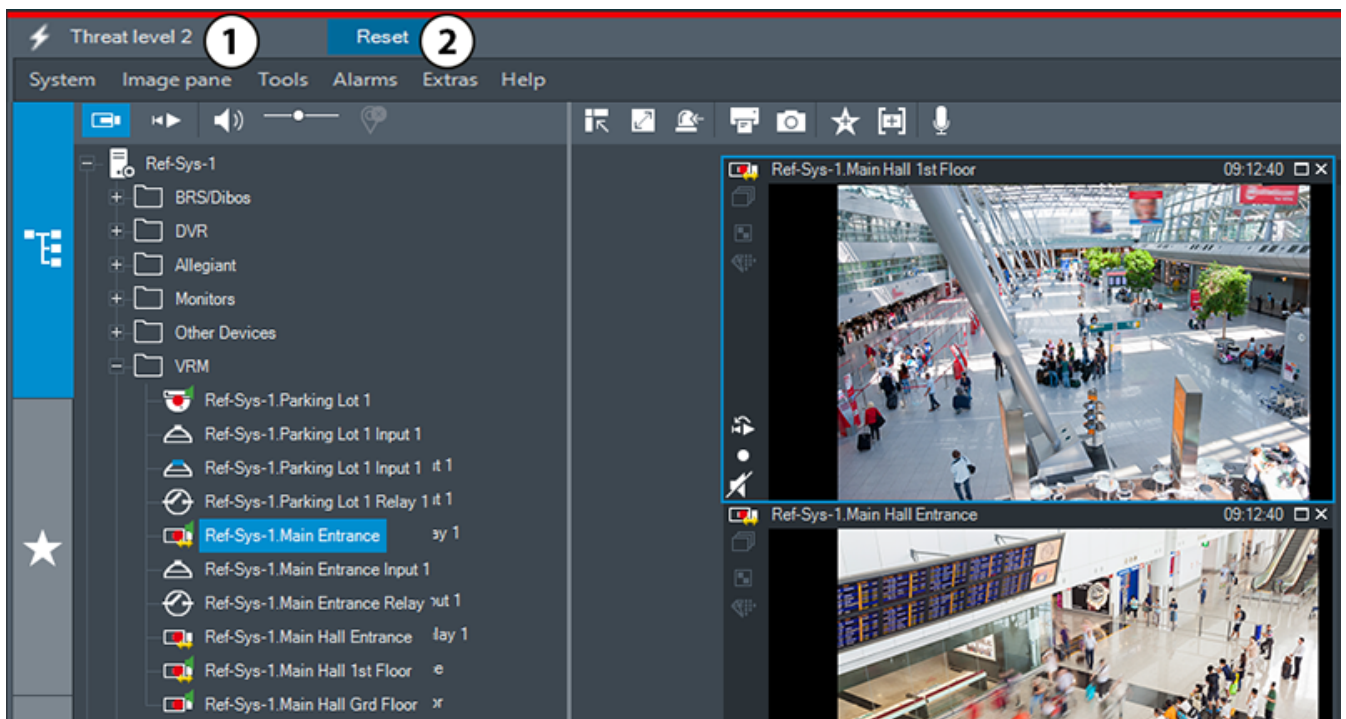 Threat level 2 1 Reset 2
System Image pane Tools Alarms Extras Help
Ref-Sys-1
BRS/Dibos
DVR
Allegiant
Monitors
Other Devices
VRM
Ref-Sys-1.Parking Lot 1
Ref-Sys-1.Parking Lot 1 Input 1
Ref-Sys-1.Parking Lot 1 Input 1
Ref-Sys-1.Parking Lot 1 Relay 1
Ref-Sys-1.Main Entrance
Ref-Sys-1.Main Entrance Input 1
Ref-Sys-1.Main Entrance Relay
Ref-Sys-1.Main Hall Entrance
Ref-Sys-1.Main Hall 1st Floor
Ref-Sys-1.Main Hall Grd Floor
Ref-Sys-1.Main Hall 1st Floor 09:12:40
Ref-Sys-1.Main Hall Entrance 09:12:40